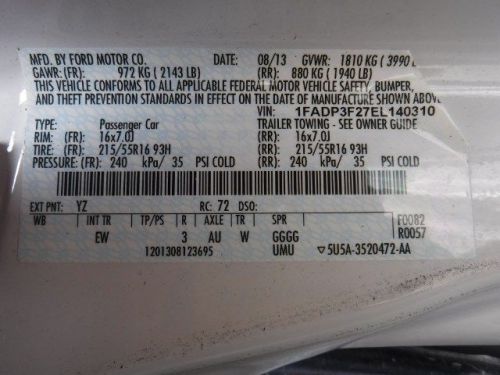 MFD. BY FORD MOTOR CO. DATE: 08/13 GVWR: 1810 KG (3990
GAWR: (FR): 972 KG (2143 LB) (RR): 880 KG (1940 LB)
THIS VEHICLE CONFORMS TO ALL APPLICABLE FEDERAL MOTOR VEHICLE SAFETY, BUMPER,
AND THEFT PREVENTION STANDARDS IN EFFECT ON THE DATE OF MANUFACTURE SHOWN ABOVE
VIN: 1FADP3F27EL140310
TYPE: Passenger Car TRAILER TOWING - SEE OWNER GUIDE
RIM: (FR) 16x7.0J (RR): 16x7.0J
TIRE: (FR): 215/55R16 93H (RR): 215/55R16 93H
PRESSURE: (FR): 240 kPa/ 35 PSI COLD (RR): 240 kPa/ 35 PSI COLD
EXT PNT: YZ RC: 72 DSO:
WB INT TR TP/PS R AXLE TR SPR F0082
EW 3 AU W GGGG R0057
1201308123695 UMU ▽5U5A-3520472-AA